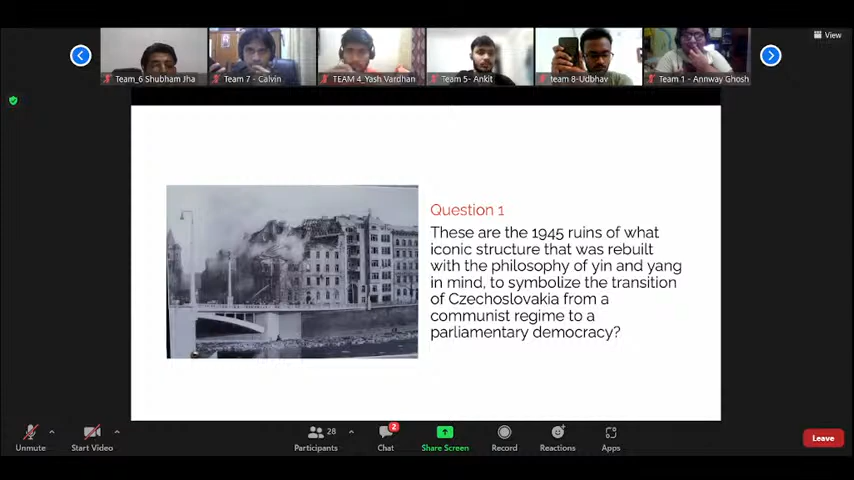 View
Team_6 Shubham Jha
Team 7 - Calvin
TEAM 4_Yash Vardhan
Team 5- Ankit
team 8-Udbhav
Team 1 - Annway Ghosh
Question 1
These are the 1945 ruins of what
iconic structure that was rebuilt
with the philosophy of yin and yang
in mind, to symbolize the transition
of Czechoslovakia from a
communist regime to a
parliamentary democracy?
28
2
Unmute
Start Video
Participants
Chat
Share Screen
Record
Reactions
Apps
Leave